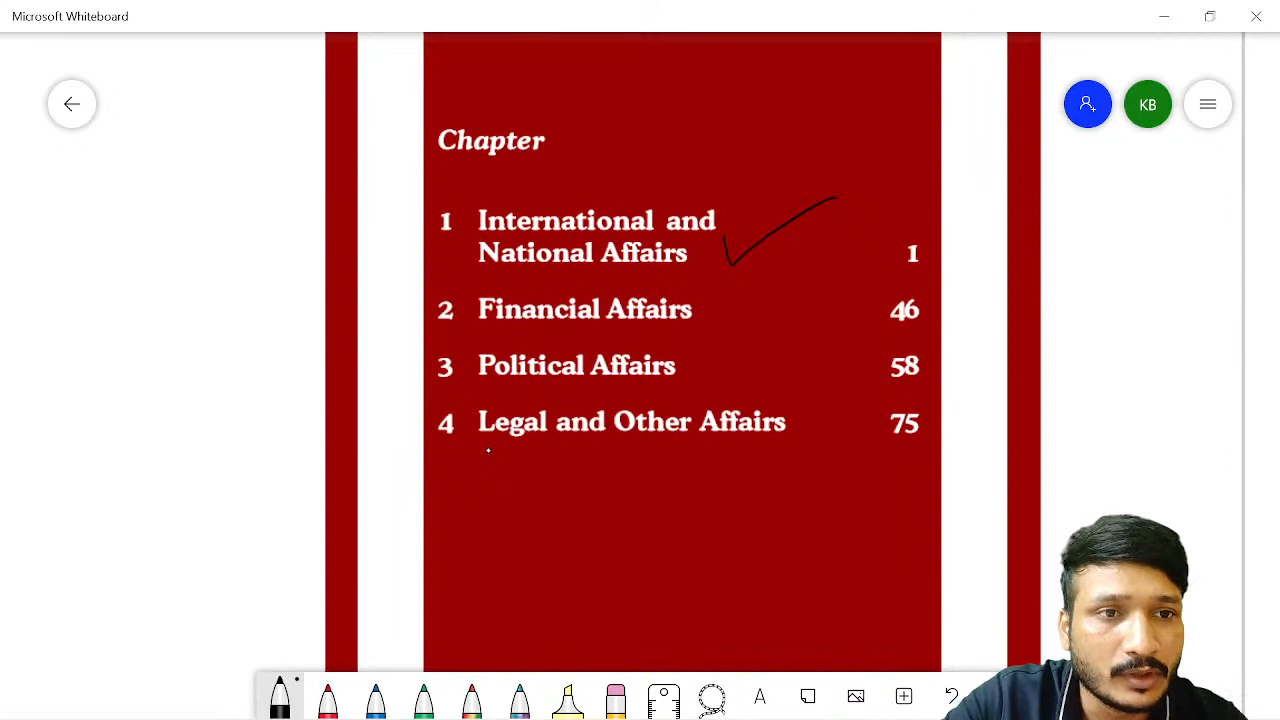 Microsoft Whiteboard
KB
Chapter
1 International and
National Affairs 1
2 Financial Affairs 46
3 Political Affairs 58
4 Legal and Other Affairs 75
A